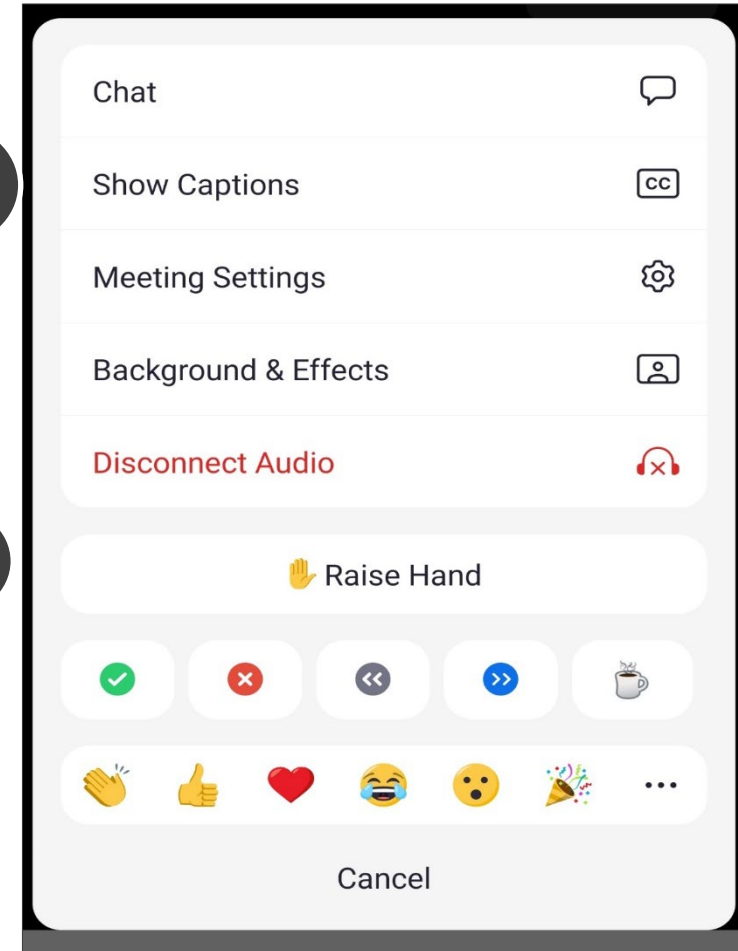 Chat
Show Captions
CC
Meeting Settings
Background & Effects
Disconnect Audio
Raise Hand
Cancel